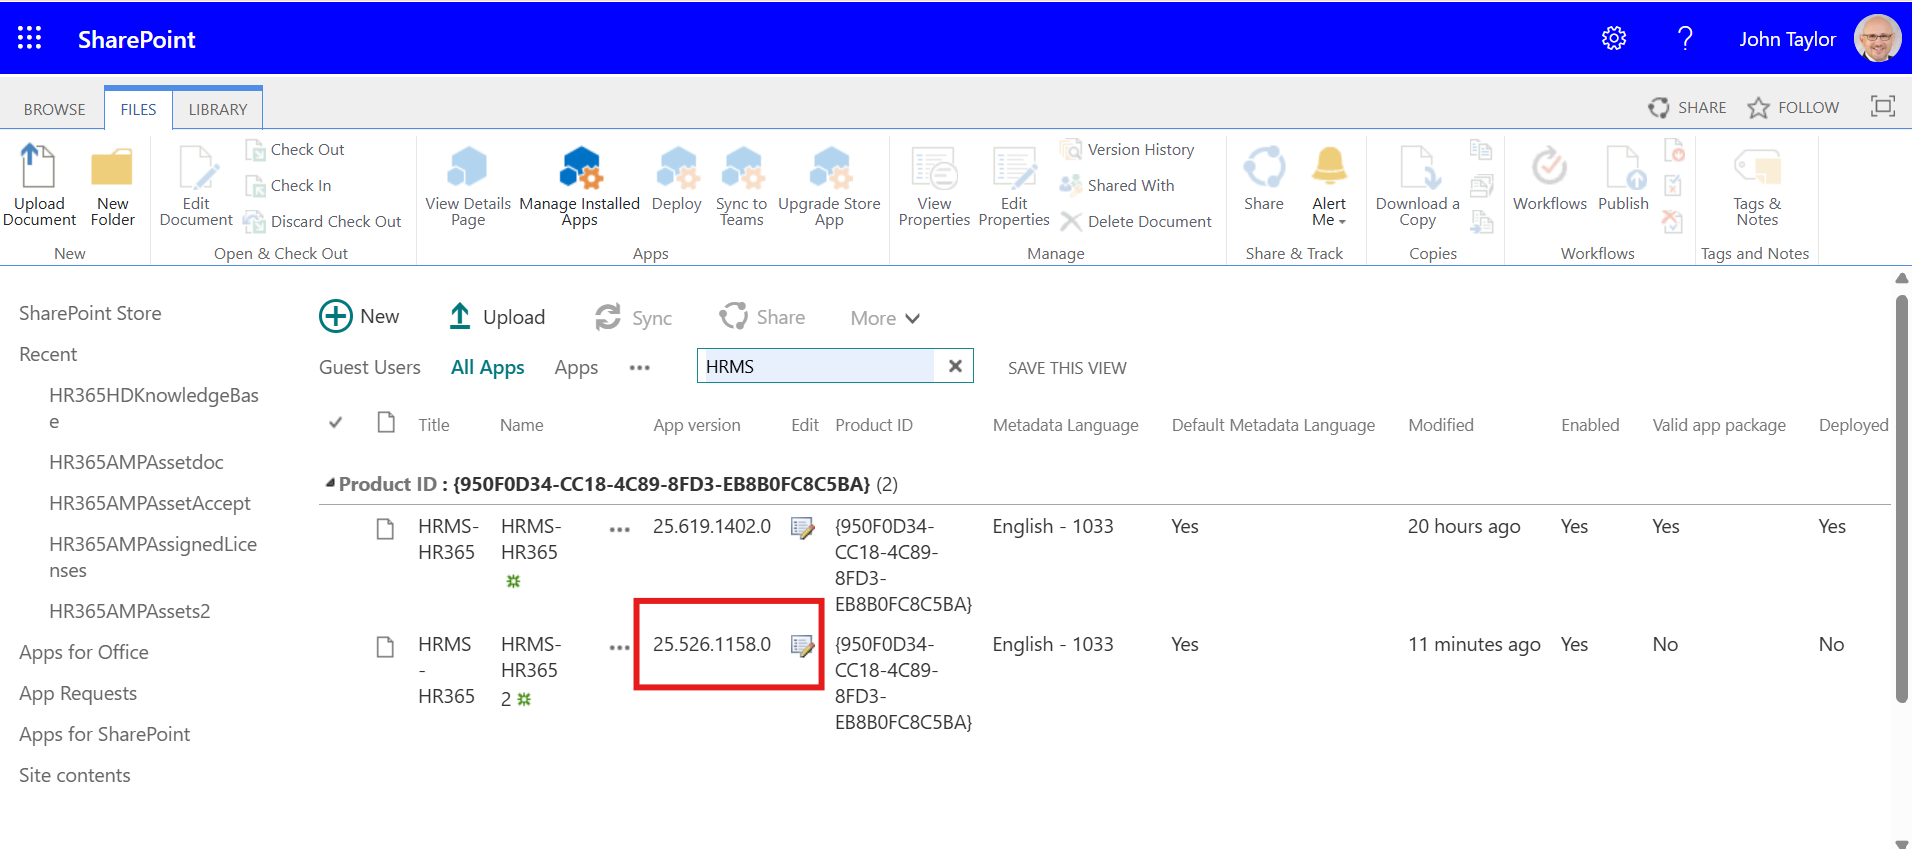 SharePoint
John Taylor
BROWSE
FILES
LIBRARY
SHARE
FOLLOW
Upload
Document
New
Folder
New
Edit
Document
Check Out
Check In
Discard Check Out
Open & Check Out
View Details
Page
Manage Installed
Apps
Deploy
Sync to
Teams
Upgrade Store
App
Apps
View
Properties
Edit
Properties
Version History
Shared With
Delete Document
Manage
Share
Alert
Me
Share & Track
Download a
Copy
Copies
Workflows
Publish
Workflows
Tags &
Notes
Tags and Notes
SharePoint Store
Recent
HR365HDKnowledgeBas
e
HR365AMPAssetdoc
HR365AMPAssetAccept
HR365AMPAssignedLice
nses
HR365AMPAssets2
Apps for Office
App Requests
Apps for SharePoint
Site contents
New
Upload
Sync
Share
More
Guest Users
All Apps
Apps
HRMS
SAVE THIS VIEW
Title
Name
App version
Edit
Product ID
Metadata Language
Default Metadata Language
Modified
Enabled
Valid app package
Deployed
Product ID : {950F0D34-CC18-4C89-8FD3-EB8B0FC8C5BA} (2)
HRMS-
HR365
HRMS-
HR365
25.619.1402.0
{950F0D34-
CC18-4C89-
8FD3-
EB8B0FC8C5BA}
English - 1033
Yes
20 hours ago
Yes
Yes
Yes
HRMS
-
HR365
HRMS-
HR365
2
25.526.1158.0
{950F0D34-
CC18-4C89-
8FD3-
EB8B0FC8C5BA}
English - 1033
Yes
11 minutes ago
Yes
No
No